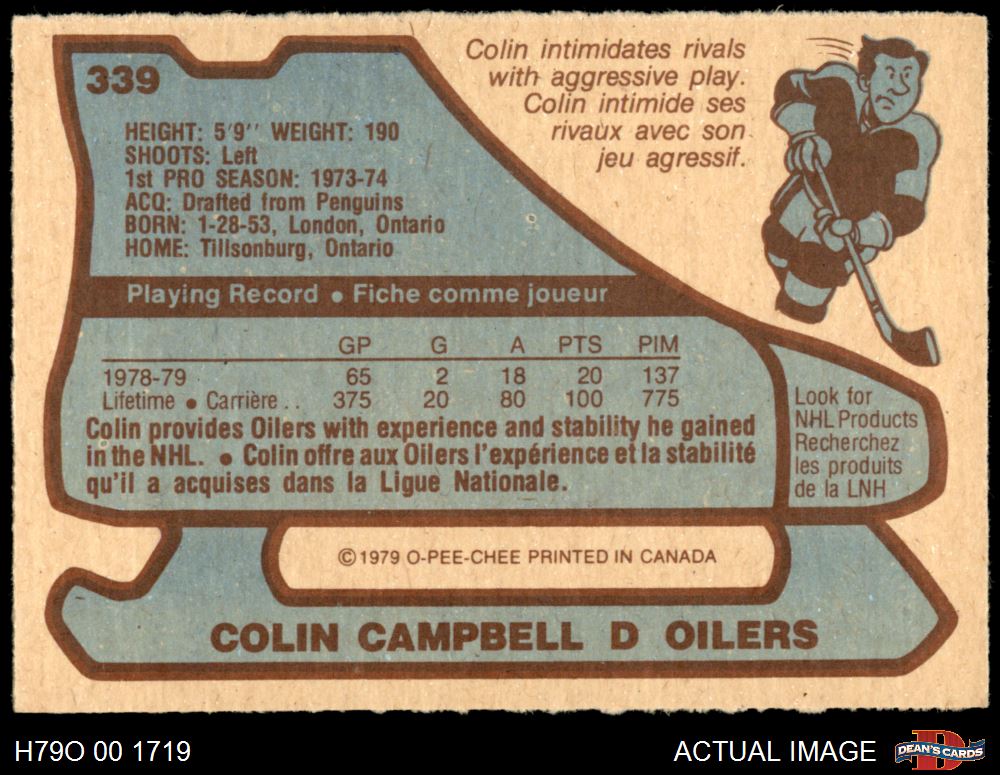 339
Colin intimidates rivals
with aggressive play.
Colin intimide ses
rivaux avec son
jeu agressif.
HEIGHT: 5'9'' WEIGHT: 190
SHOOTS: Left
1st PRO SEASON: 1973-74
ACQ: Drafted from Penguins
BORN: 1-28-53, London, Ontario
HOME: Tillsonburg, Ontario
Playing Record • Fiche comme joueur
GP G A PTS PIM
1978-79 65 2 18 20 137
Lifetime • Carrière .. 375 20 80 100 775
Colin provides Oilers with experience and stability he gained
in the NHL. • Colin offre aux Oilers l'expérience et la stabilité
qu'il a acquises dans la Ligue Nationale.
Look for
NHL Products
Recherchez
les produits
de la LNH
© 1979 O-PEE-CHEE PRINTED IN CANADA
COLIN CAMPBELL D OILERS
H79O 00 1719
ACTUAL IMAGE
D
DEAN'S CARDS